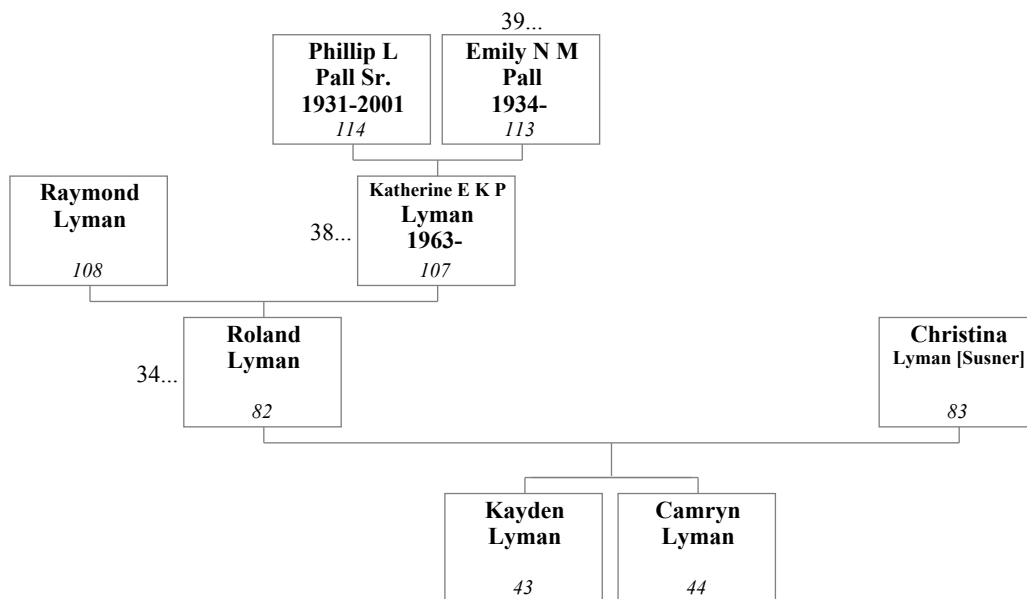 39...
Phillip L
Pall Sr.
1931-2001
114
Emily N M
Pall
1934-
113
Raymond
Lyman
108
38...
Katherine E K P
Lyman
1963-
107
34...
Roland
Lyman
82
Christina
Lyman [Susner]
83
Kayden
Lyman
43
Camryn
Lyman
44